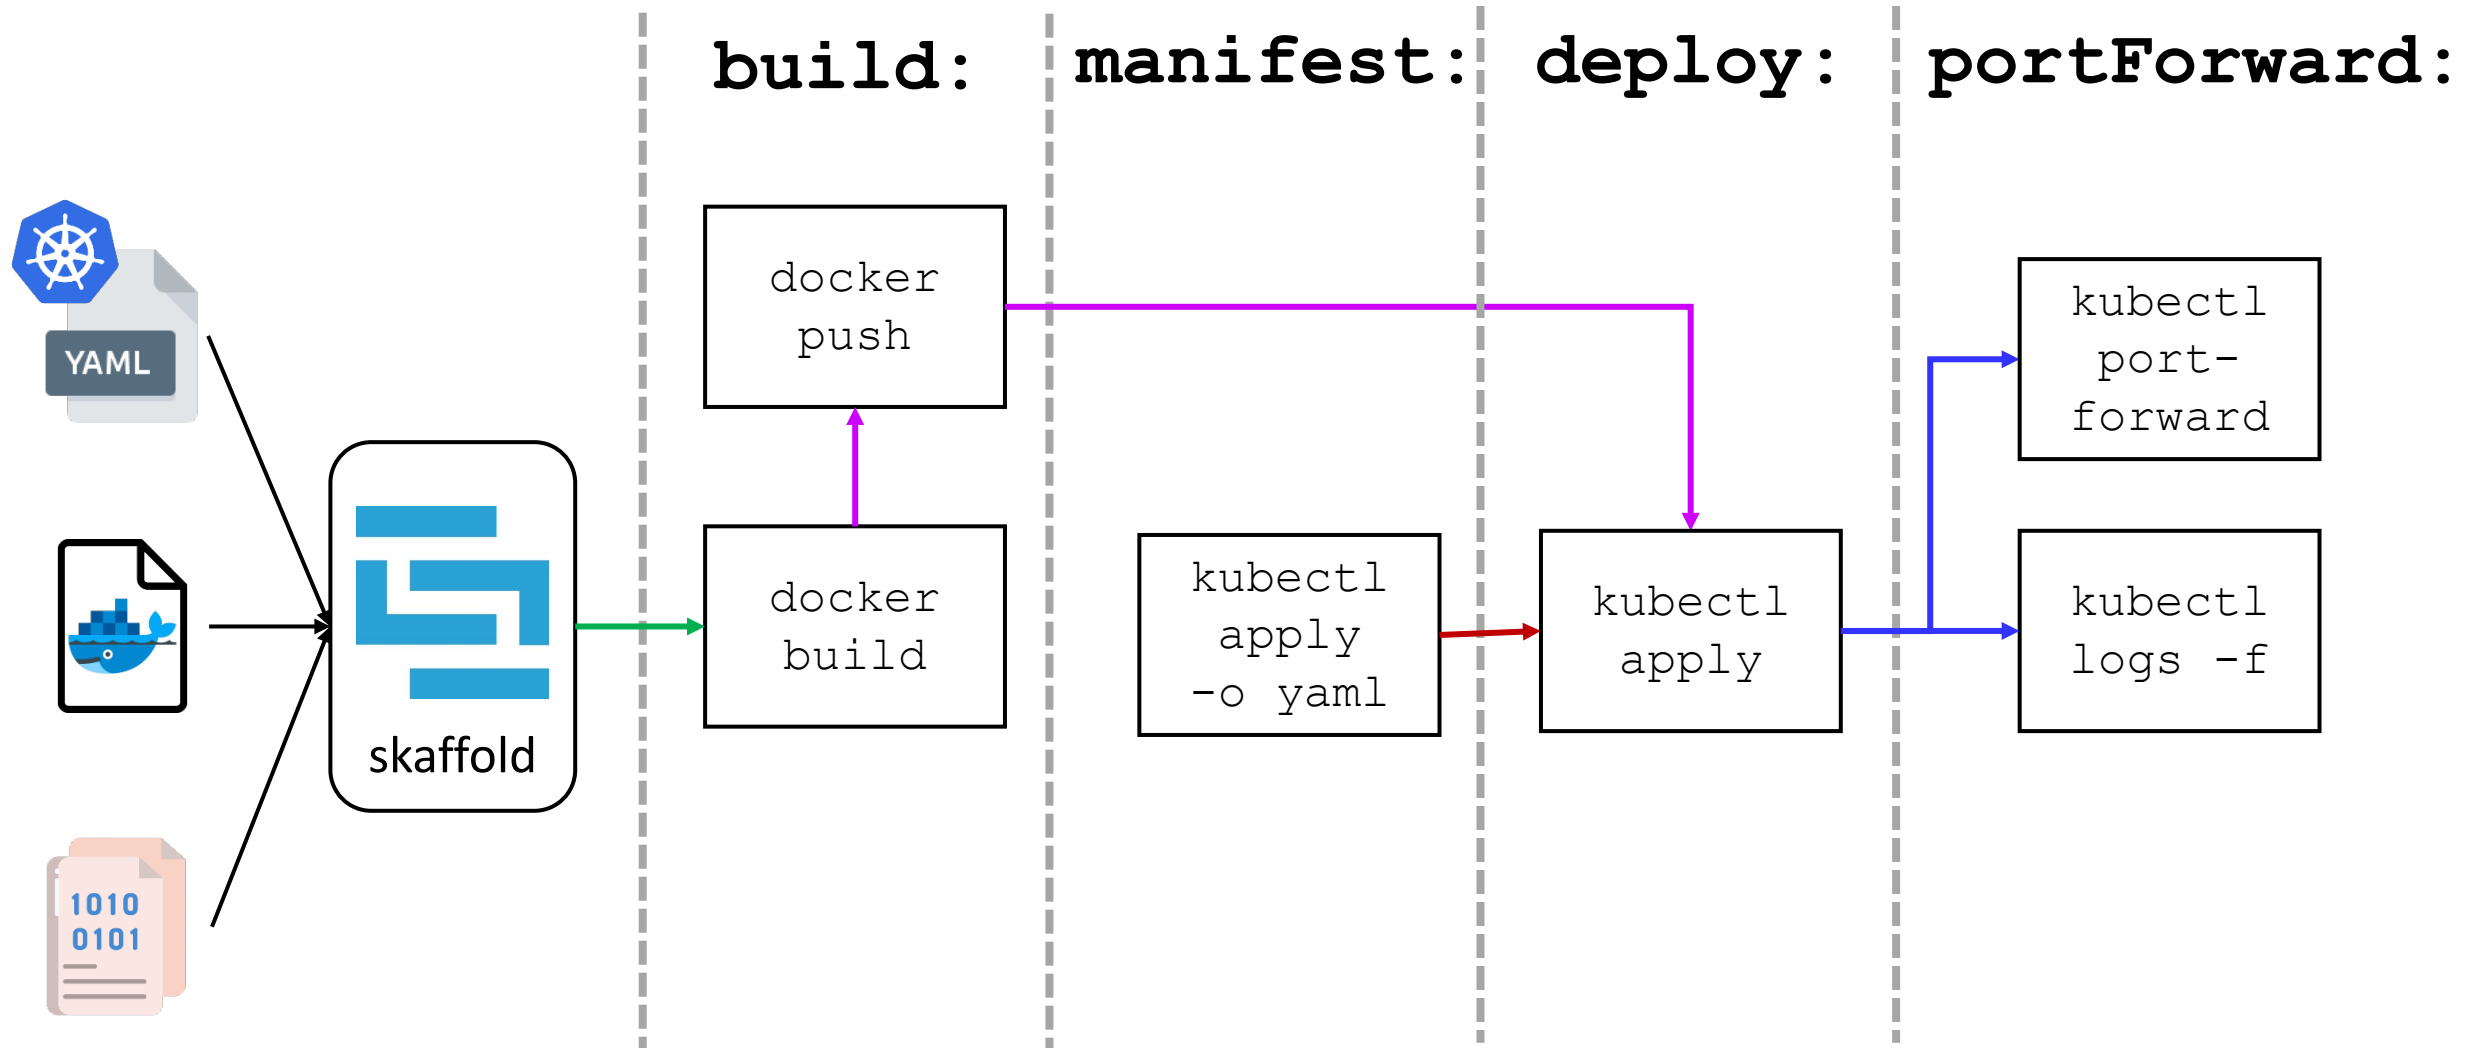 build:
manifest:
deploy:
portForward:
YAML
1010
0101
skaffold
docker
push
docker
build
kubectl
apply
-o yaml
kubectl
apply
kubectl
port-
forward
kubectl
logs -f